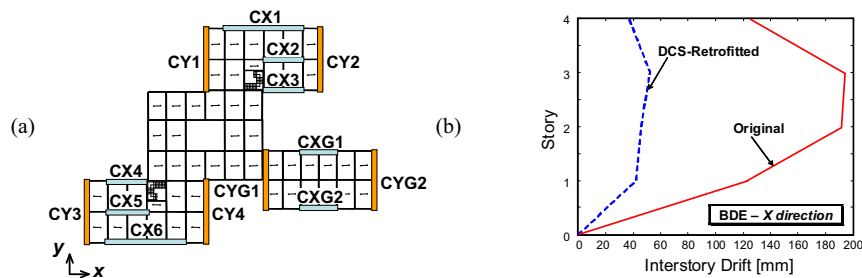 (a)
CX1
CX2
CX3
CY1
CY2
CXG1
CX4
CX5
CX6
CY3
CY4
CYG1
CXG2
CYG2
y
x
(b)
4
3
2
1
0
Story
DCS-Retrofitted
Original
BDE – X direction
0 20 40 60 80 100 120 140 160 180 200
Interstory Drift [mm]